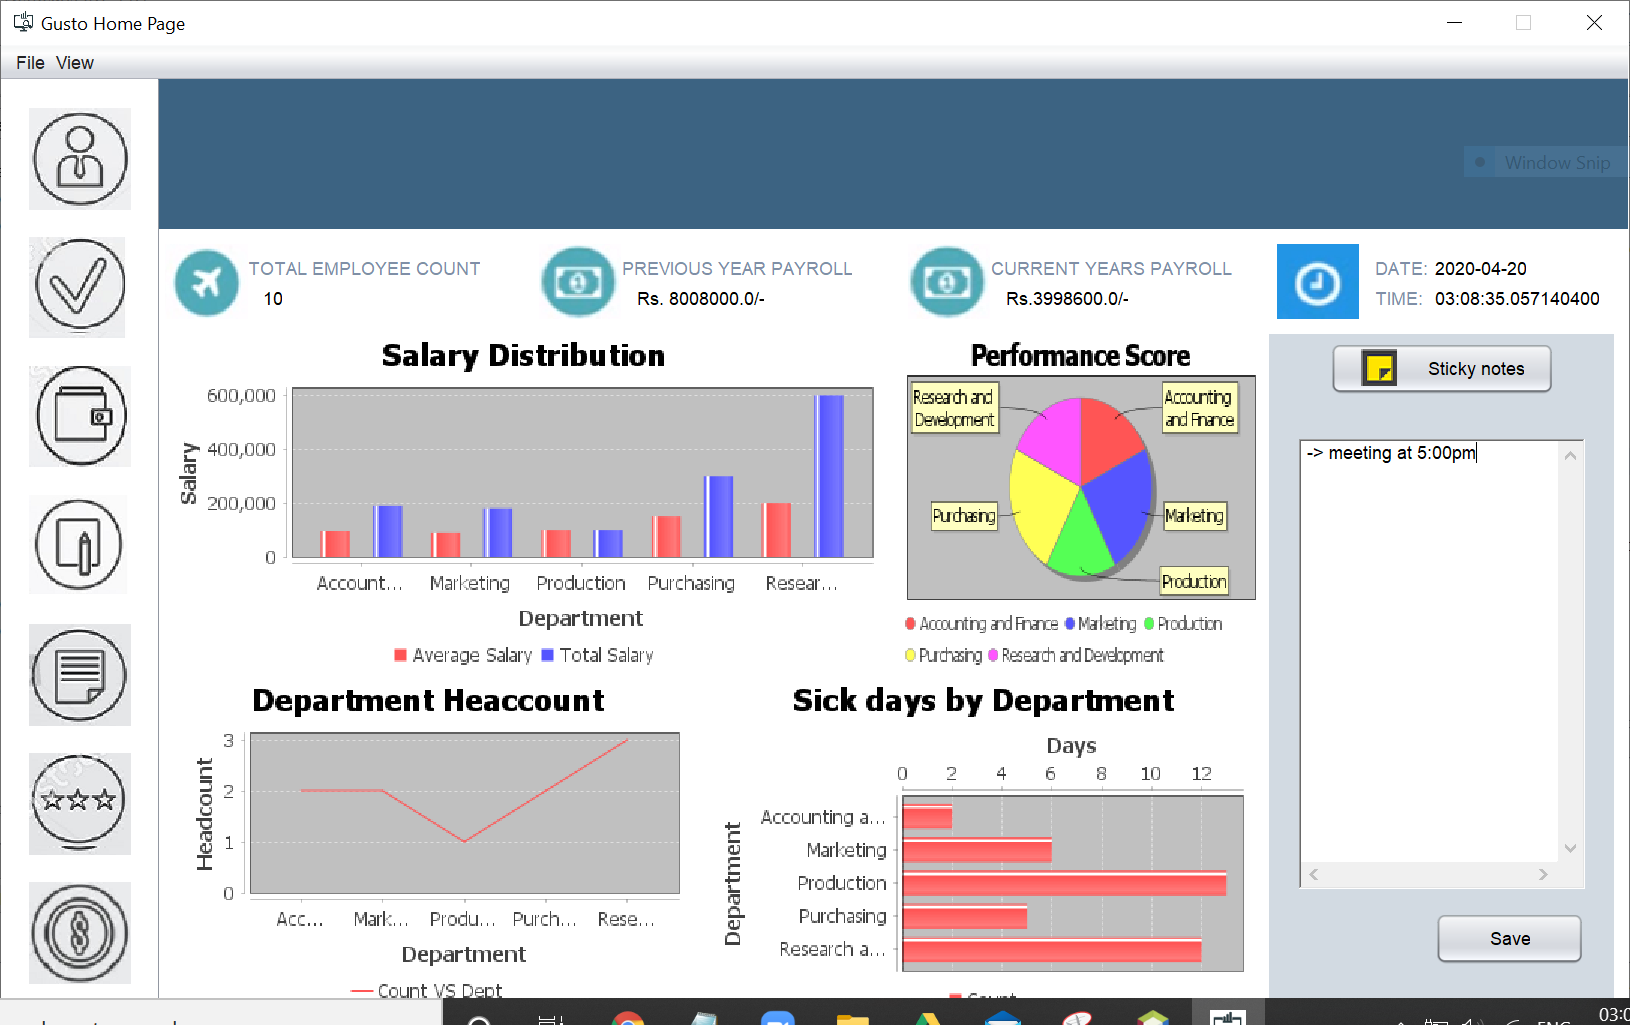 Gusto Home Page
File View
Window Snip
TOTAL EMPLOYEE COUNT
10
PREVIOUS YEAR PAYROLL
Rs. 8008000.0/-
CURRENT YEARS PAYROLL
Rs.3998600.0/-
DATE: 2020-04-20
TIME: 03:08:35.057140400
Salary Distribution
600,000
400,000
200,000
0
Salary
Account... Marketing Production Purchasing Resear...
Department
Average Salary Total Salary
Performance Score
Research and
Development
Accounting
and Finance
Purchasing
Marketing
Production
Accounting and Finance Marketing Production
Purchasing Research and Development
Sticky notes
-> meeting at 5:00pm
Save
Department Heaccount
3
2
1
0
Headcount
Acc... Mark... Produ... Purch... Rese...
Department
Count VS Dept
Sick days by Department
Days
0 2 4 6 8 10 12
Department
Accounting a...
Marketing
Production
Purchasing
Research a...
Count
ENG
03:0